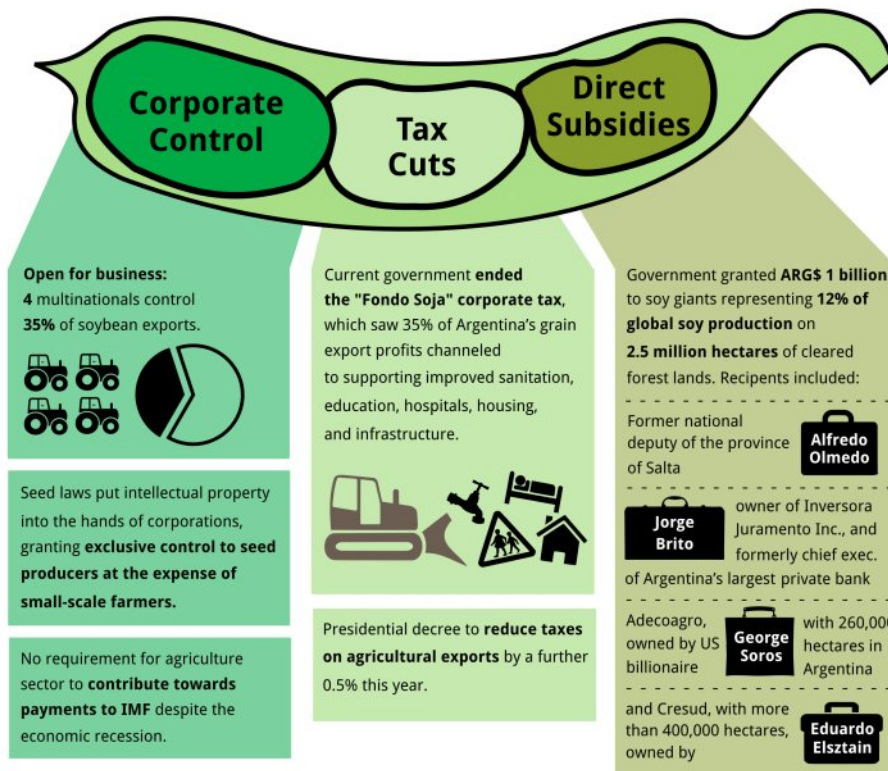 Corporate
Control
Tax
Cuts
Direct
Subsidies
Open for business:
4 multinationals control
35% of soybean exports.
Seed laws put intellectual property
into the hands of corporations,
granting exclusive control to seed
producers at the expense of
small-scale farmers.
No requirement for agriculture
sector to contribute towards
payments to IMF despite the
economic recession.
Current government ended
the "Fondo Soja" corporate tax,
which saw 35% of Argentina's grain
export profits channeled
to supporting improved sanitation,
education, hospitals, housing,
and infrastructure.
Presidential decree to reduce taxes
on agricultural exports by a further
0.5% this year.
Government granted ARG$ 1 billion
to soy giants representing 12% of
global soy production on
2.5 million hectares of cleared
forest lands. Recipents included:
Former national
deputy of the province
of Salta
Alfredo
Olmedo
Jorge
Brito
owner of Inversora
Juramento Inc., and
formerly chief exec.
of Argentina's largest private bank
Adecoagro,
owned by US
billionaire
George
Soros
with 260,000
hectares in
Argentina
and Cresud, with more
than 400,000 hectares,
owned by
Eduardo
Elsztain